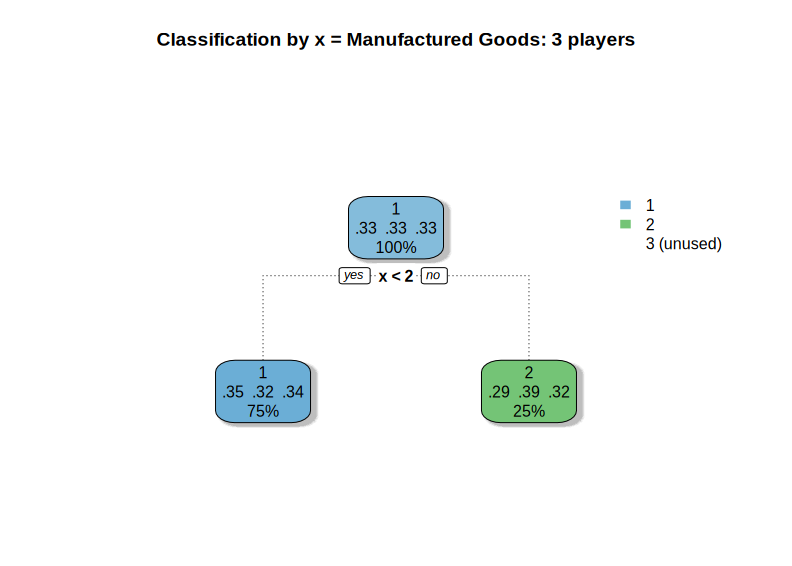 Classification by x = Manufactured Goods: 3 players
1
.33 .33 .33
100%
1
2
3 (unused)
yes x < 2 no
1
.35 .32 .34
75%
2
.29 .39 .32
25%